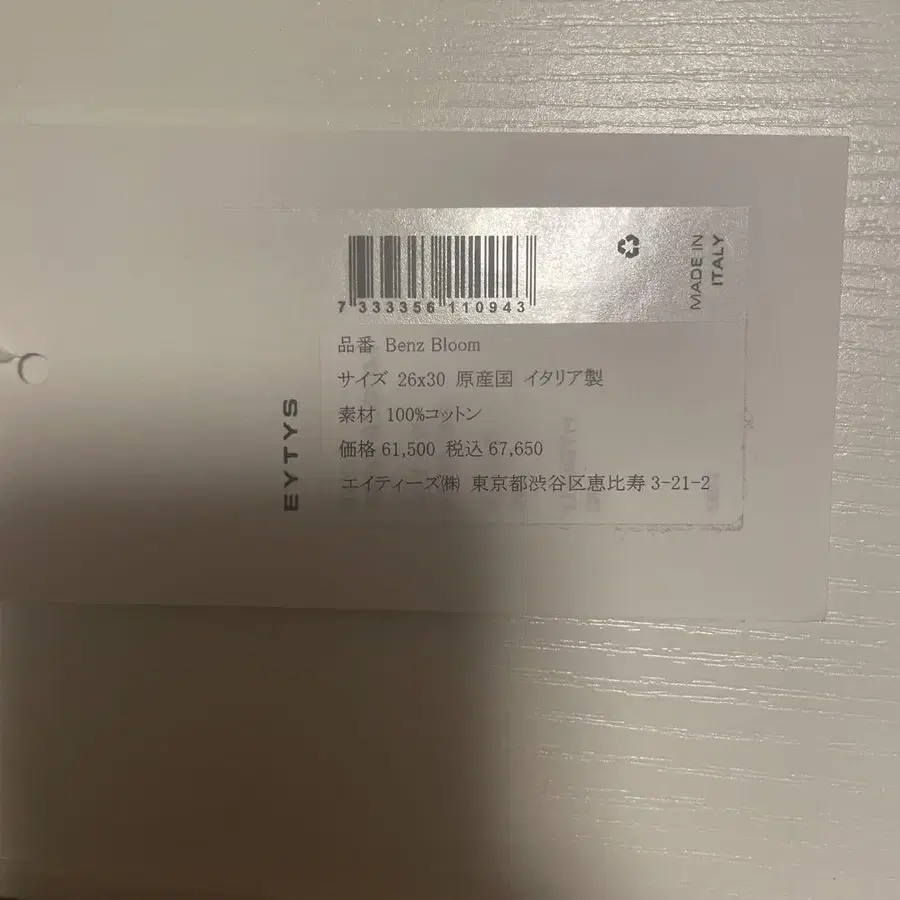 7 333356 110943
MADE IN
ITALY
品番 Benz Bloom
サイズ 26x30 原産国 イタリア製
素材 100%コットン
価格 61,500 税込 67,650
エイティーズ㈱ 東京都渋谷区恵比寿 3-21-2
EYTYS